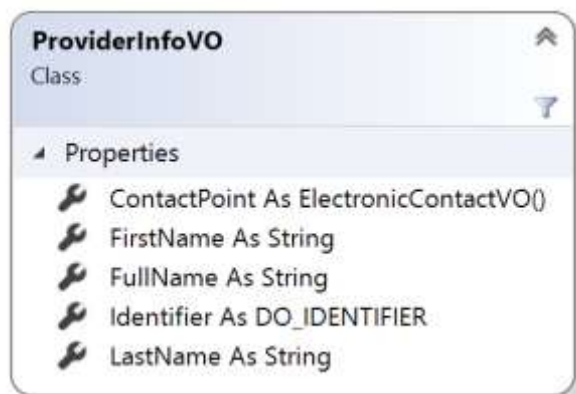 ProviderInfoVO
Class
Properties
ContactPoint As ElectronicContactVO()
FirstName As String
FullName As String
Identifier As DO_IDENTIFIER
LastName As String